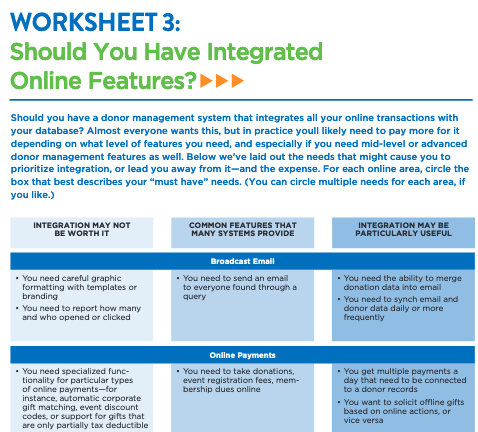 WORKSHEET 3:
Should You Have Integrated
Online Features?
Should you have a donor management system that integrates all your online transactions with
your database? Almost everyone wants this, but in practice youll likely need to pay more for it
depending on what level of features you need, and especially if you need mid-level or advanced
donor management features as well. Below we've laid out the needs that might cause you to
prioritize integration, or lead you away from it—and the expense. For each online area, circle
the box that best describes your “must have” needs. (You can circle multiple needs for each area, if
you like.)
INTEGRATION MAY NOT
BE WORTH IT
COMMON FEATURES THAT
MANY SYSTEMS PROVIDE
INTEGRATION MAY BE
PARTICULARLY USEFUL
Broadcast Email
• You need careful graphic
formatting with templates or
branding
• You need to report how many
and who opened or clicked
• You need to send an email
to everyone found through a
query
• You need the ability to merge
donation data into email
• You need to synch email and
donor data daily or more
frequently
Online Payments
• You need specialized func-
tionality for particular types
of online payments—for
instance, automatic corporate
gift matching, event discount
codes, or support for gifts that
are only partially tax deductible
• You need to take donations,
event registration fees, mem-
bership dues online
• You get multiple payments a
day that need to be connected
to a donor records
• You want to solicit offline gifts
based on online actions, or
vice versa